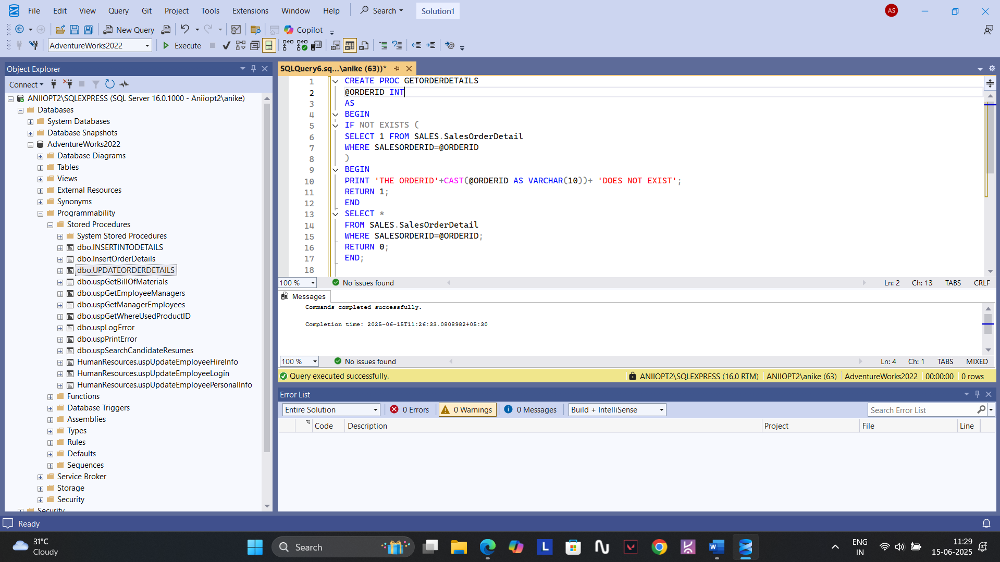 File Edit View Query Git Project Tools Extensions Window Help Search Solution1 AS
New Query Copilot
AdventureWorks2022 Execute
Object Explorer
Connect
ANIIOPT2\SQLEXPRESS (SQL Server 16.0.1000 - Aniiopt2\anike)
Databases
System Databases
Database Snapshots
AdventureWorks2022
Database Diagrams
Tables
Views
External Resources
Synonyms
Programmability
Stored Procedures
System Stored Procedures
dbo.INSERTINTODETAILS
dbo.InsertOrderDetails
dbo.UPDATEORDERDETAILS
dbo.uspGetBillOfMaterials
dbo.uspGetEmployeeManagers
dbo.uspGetManagerEmployees
dbo.uspGetWhereUsedProductID
dbo.uspLogError
dbo.uspPrintError
dbo.uspSearchCandidateResumes
HumanResources.uspUpdateEmployeeHireInfo
HumanResources.uspUpdateEmployeeLogin
HumanResources.uspUpdateEmployeePersonalInfo
Functions
Database Triggers
Assemblies
Types
Rules
Defaults
Sequences
Service Broker
Storage
Security
Security
SQLQuery6.sq...\anike (63))*
1 CREATE PROC GETORDERDETAILS
2 @ORDERID INT
3 AS
4 BEGIN
5 IF NOT EXISTS (
6 SELECT 1 FROM SALES.SalesOrderDetail
7 WHERE SALESORDERID=@ORDERID
8 )
9 BEGIN
10 PRINT 'THE ORDERID'+CAST(@ORDERID AS VARCHAR(10))+ 'DOES NOT EXIST';
11 RETURN 1;
12 END
13 SELECT *
14 FROM SALES.SalesOrderDetail
15 WHERE SALESORDERID=@ORDERID;
16 RETURN 0;
17 END;
18
100 % No issues found Ln: 2 Ch: 13 TABS CRLF
Messages
Commands completed successfully.
Completion time: 2025-06-15T11:26:33.0808982+05:30
100 % No issues found Ln: 4 Ch: 1 TABS MIXED
Query executed successfully. ANIIOPT2\SQLEXPRESS (16.0 RTM) ANIIOPT2\anike (63) AdventureWorks2022 00:00:00 0 rows
Error List
Entire Solution 0 Errors 0 Warnings 0 Messages Build + IntelliSense Search Error List
Code Description Project File Line
Ready
31°C
Cloudy
Search
ENG
IN
11:29
15-06-2025